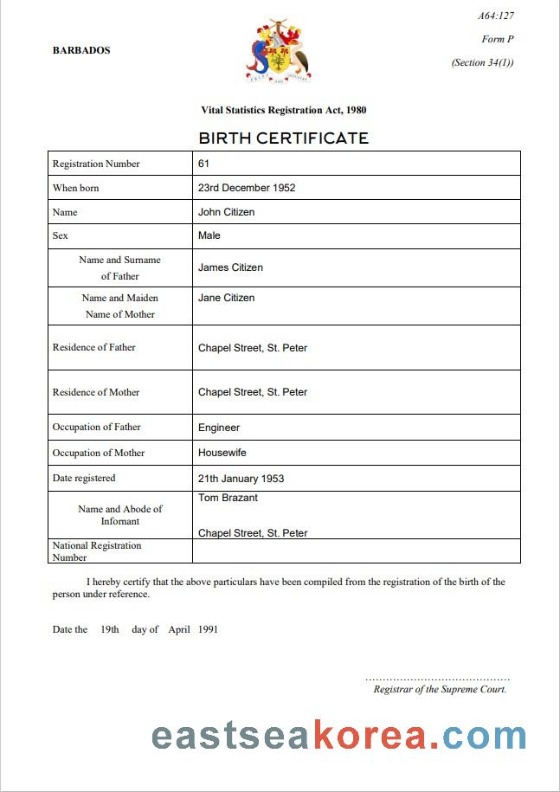 A64:127
Form P
BARBADOS
(Section 34(1))
Vital Statistics Registration Act, 1980
BIRTH CERTIFICATE
Registration Number 61
When born 23rd December 1952
Name John Citizen
Sex Male
Name and Surname
of Father
James Citizen
Name and Maiden
Name of Mother
Jane Citizen
Residence of Father Chapel Street, St. Peter
Residence of Mother Chapel Street, St. Peter
Occupation of Father Engineer
Occupation of Mother Housewife
Date registered 21th January 1953
Name and Abode of
Infornant
Tom Brazant
Chapel Street, St. Peter
National Registration
Number
I hereby certify that the above particulars have been compiled from the registration of the birth of the
person under reference.
Date the 19th day of April 1991
Registrar of the Supreme Court.
eastseakorea.com